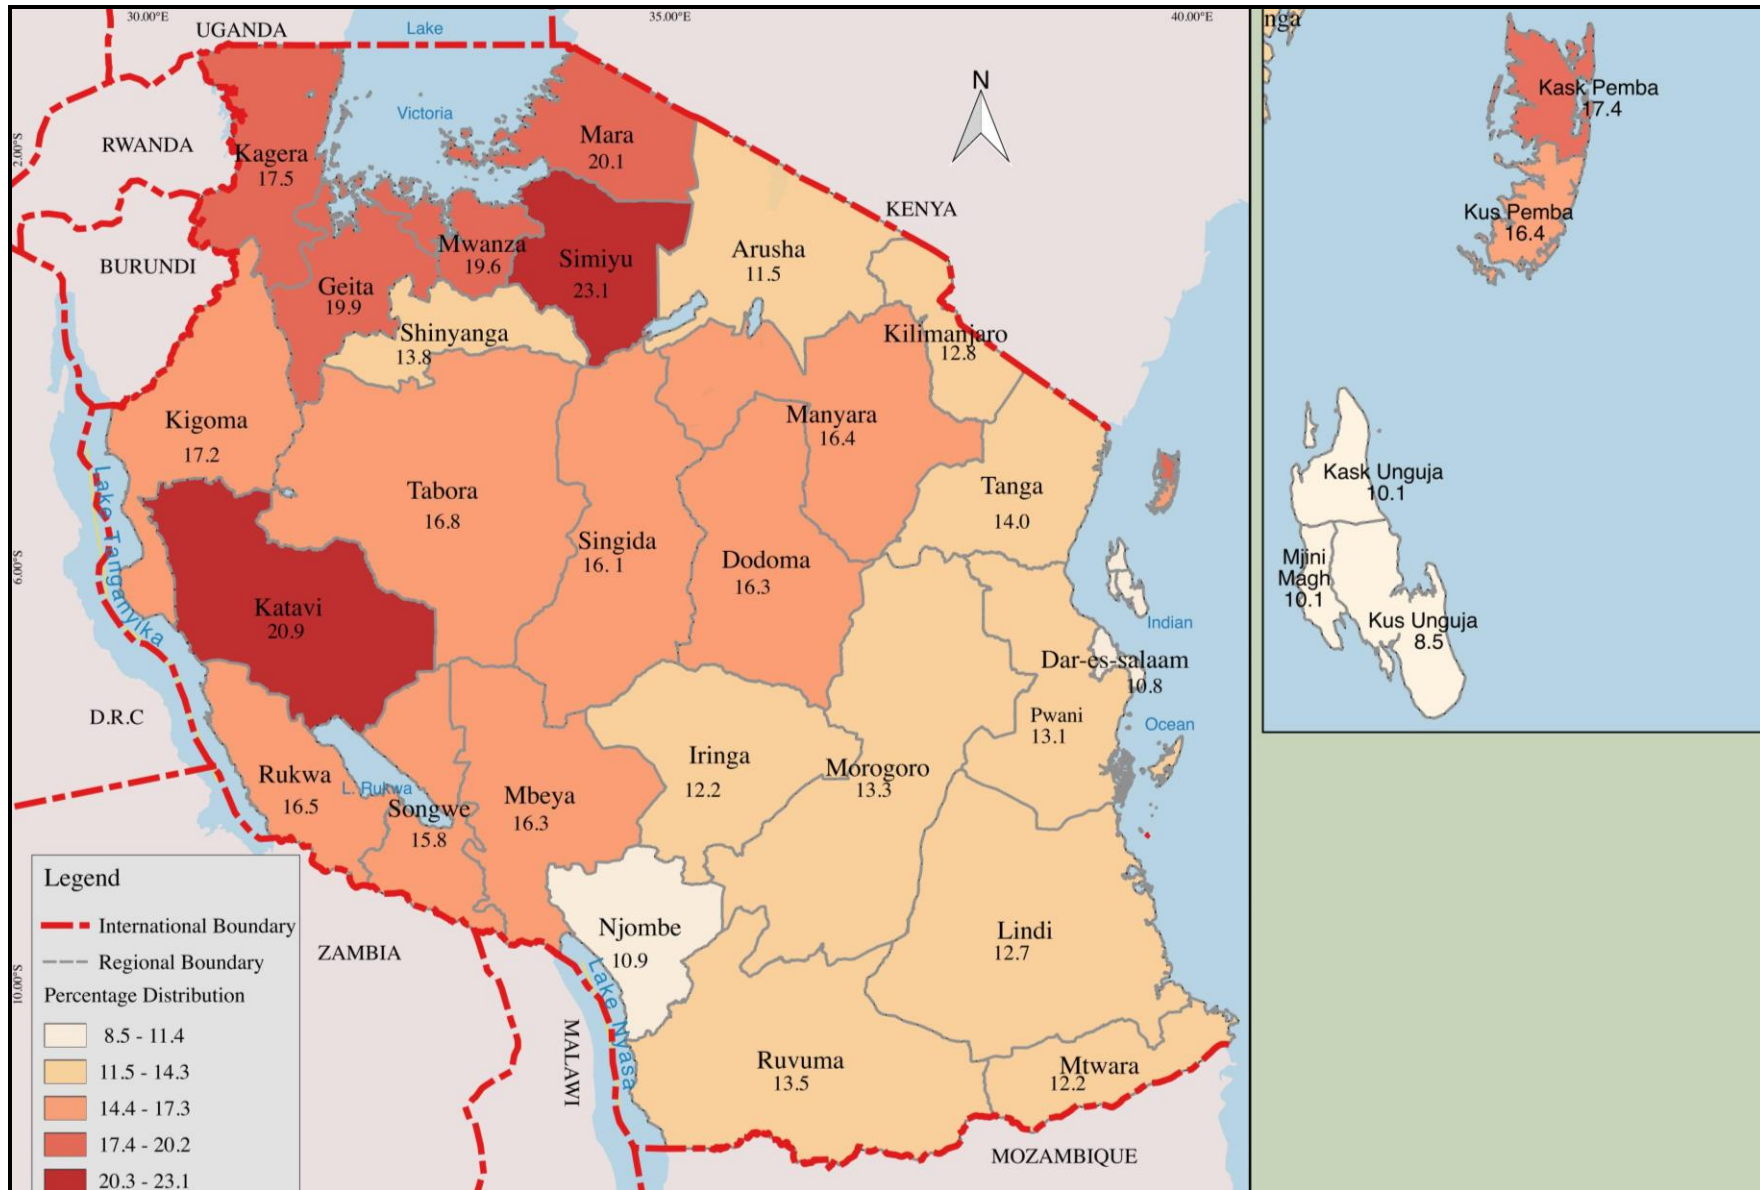 30.00°E
35.00°E
40.00°E
UGANDA
Lake
Victoria
N
2.00°S
RWANDA
Kagera
17.5
Mara
20.1
KENYA
BURUNDI
Mwanza
19.6
Simiyu
23.1
Arusha
11.5
Geita
19.9
Shinyanga
13.8
Kilimanjaro
12.8
Kigoma
17.2
Manyara
16.4
Tabora
16.8
Tanga
14.0
Singida
16. 1
Dodoma
16.3
6.00°S
Lake Tanganyika
Katavi
20.9
Indian
Dar-es-salaam
10.8
Ocean
D.R.C
Pwani
13.1
Rukwa
16.5
L. Rukwa
Songwe
15.8
Mbeya
16.3
Iringa
12.2
Morogoro
13.3
Njombe
10.9
Lindi
12.7
ZAMBIA
10.00°S
Lake Nyasa
MALAWI
Ruvuma
13.5
Mtwara
12.2
MOZAMBIQUE
Legend
International Boundary
Regional Boundary
Percentage Distribution
8.5 - 11.4
11.5 - 14.3
14.4 - 17.3
17.4 - 20.2
20.3 - 23.1
nga
Kask Pemba
17.4
Kus Pemba
16.4
Kask Unguja
10.1
Mjini
Magh
10.1
Kus Unguja
8.5